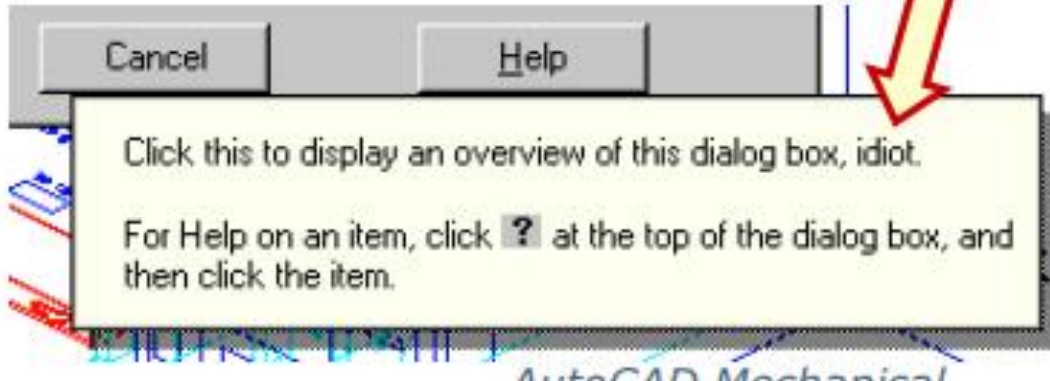 Cancel
Help
Click this to display an overview of this dialog box, idiot.
For Help on an item, click ? at the top of the dialog box, and
then click the item.
AutoCAD Mechanical